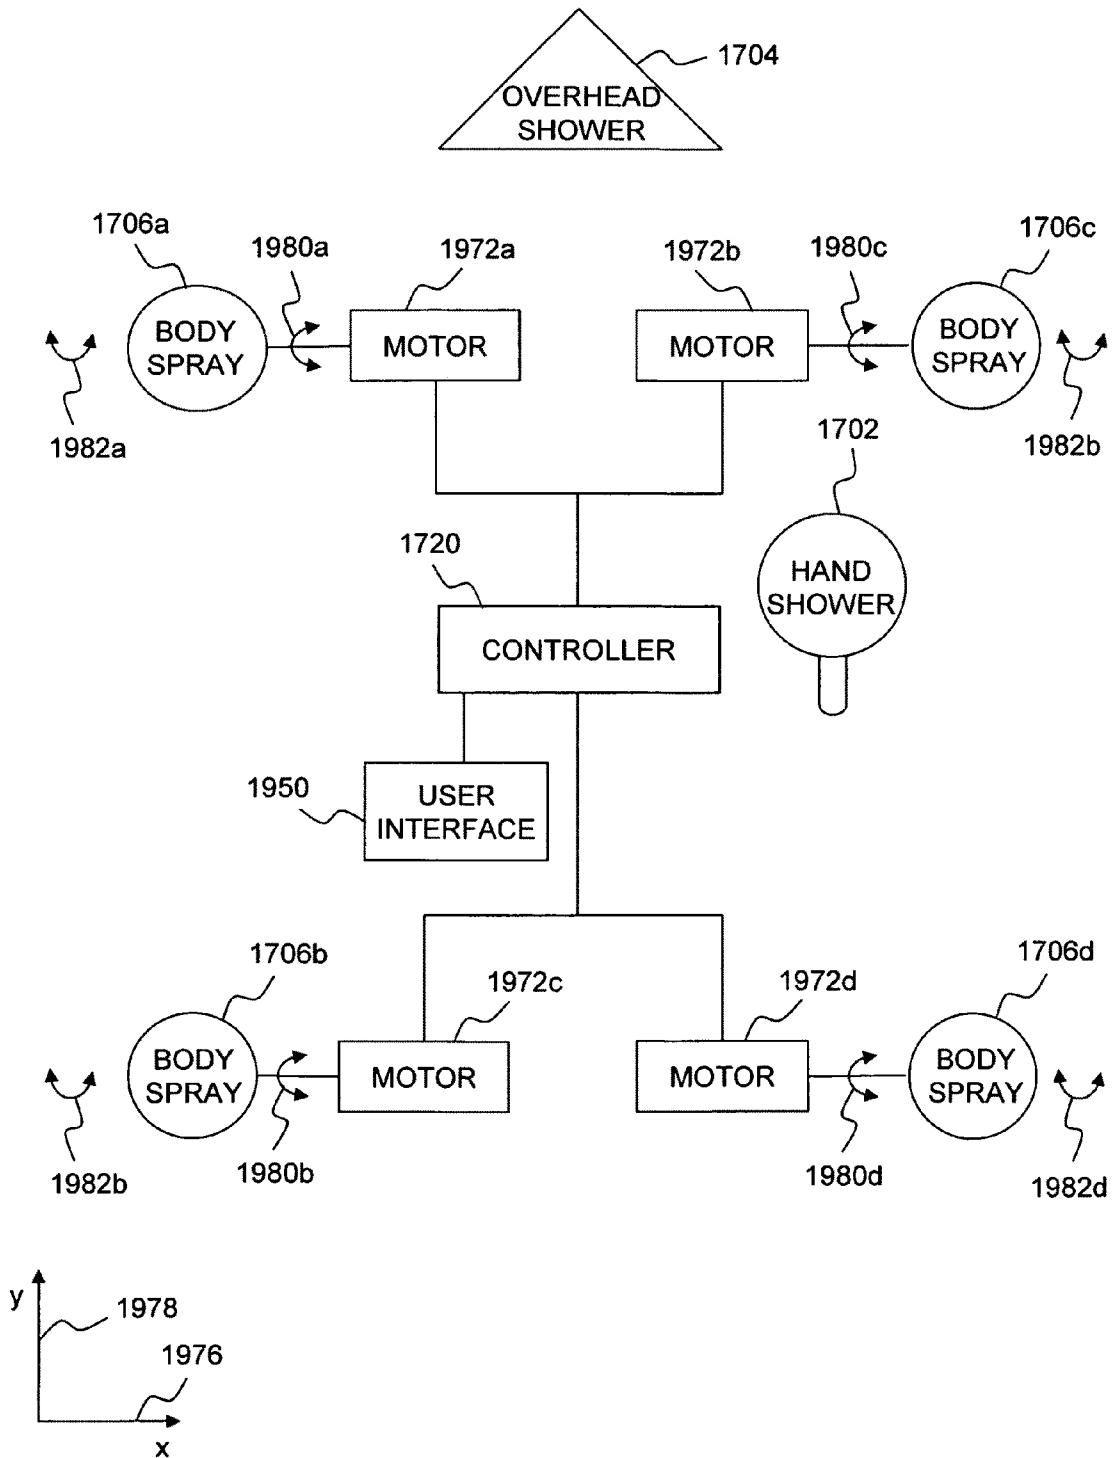 1704
OVERHEAD
SHOWER
1706a
1980a
1972a
1972b
1980c
1706c
BODY
SPRAY
MOTOR
MOTOR
BODY
SPRAY
1982a
1702
1982b
1720
HAND
SHOWER
CONTROLLER
1950
USER
INTERFACE
1706b
1972c
1972d
1706d
BODY
SPRAY
MOTOR
MOTOR
BODY
SPRAY
1982b
1980b
1980d
1982d
y
1978
1976
x